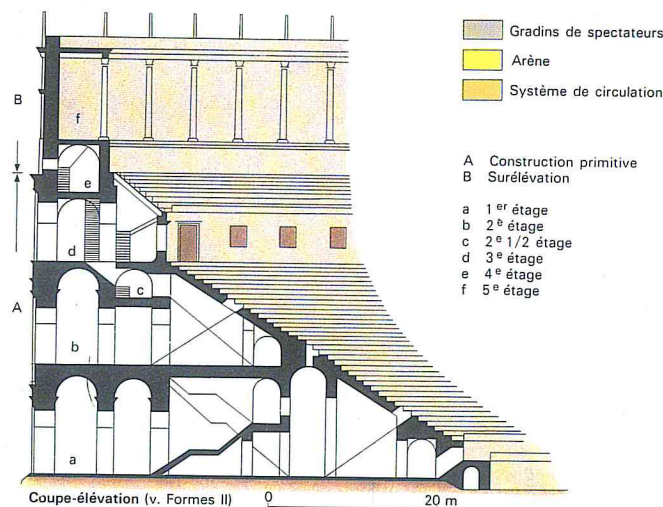 Gradins de spectateurs
Arène
Système de circulation
A Construction primitive
B Surélévation
a 1er étage
b 2e étage
c 2e 1/2 étage
d 3e étage
e 4e étage
f 5e étage
B
A
f
e
d
c
b
a
Coupe-élévation (v. Formes II)
0 20 m